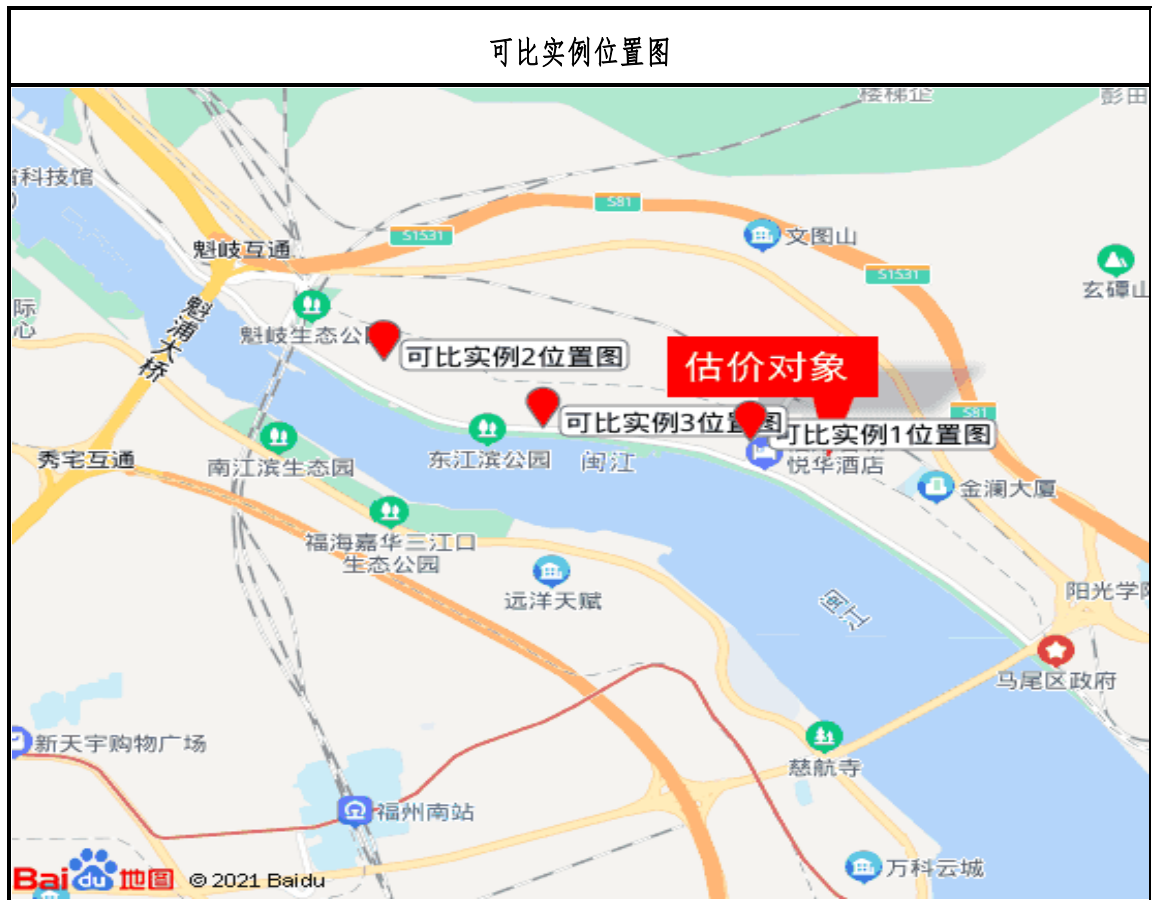 可比实例位置图
楼梯企
彭田
省科技馆
S81
S1531
文图山
魁岐互通
S1531
玄磹山
际
心
魁浦大桥
魁岐生态公园
可比实例2位置图
估价对象
S81
可比实例3位置图
可比实例1位置图
秀宅互通
南江滨生态园
东江滨公园
闽江
悦华酒店
金澜大厦
福海嘉华三江口
生态公园
远洋天赋
闽江
阳光学院
马尾区政府
新天宇购物广场
慈航寺
福州南站
万科云城
Bai du 地图
© 2021 Baidu